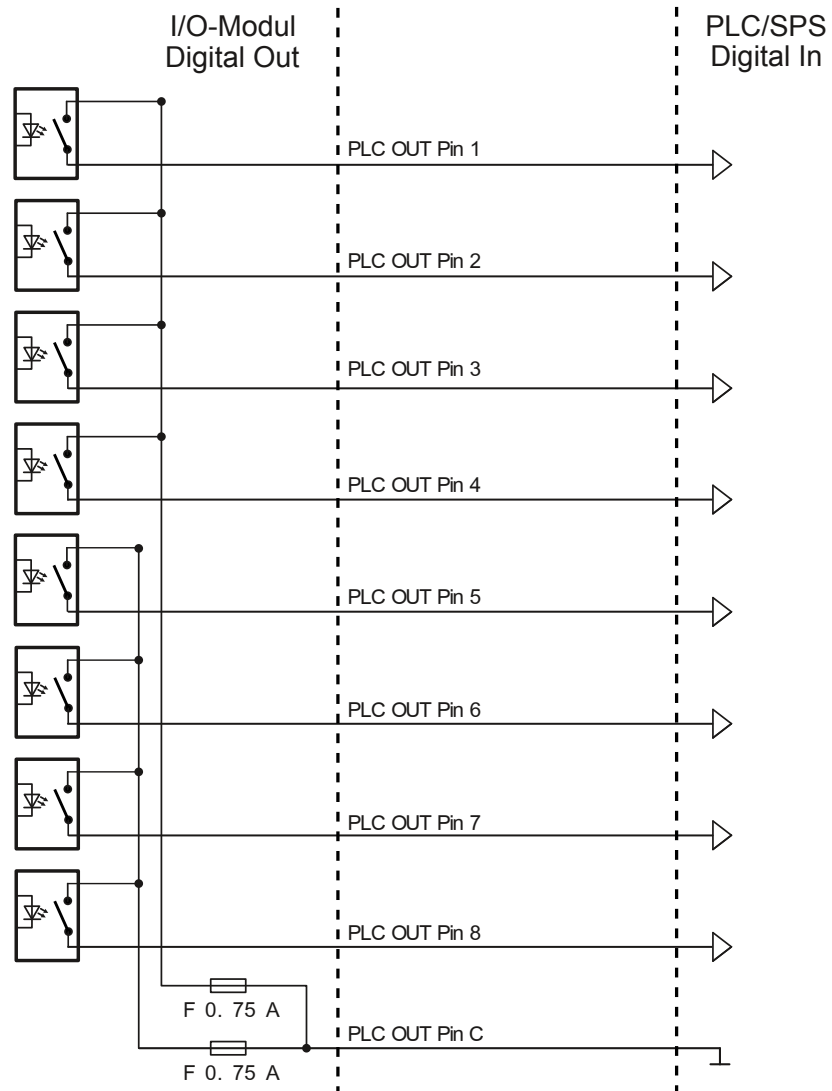 I/O-Modul
Digital Out
PLC/SPS
Digital In
PLC OUT Pin 1
PLC OUT Pin 2
PLC OUT Pin 3
PLC OUT Pin 4
PLC OUT Pin 5
PLC OUT Pin 6
PLC OUT Pin 7
PLC OUT Pin 8
F 0. 75 A
PLC OUT Pin C
F 0. 75 A